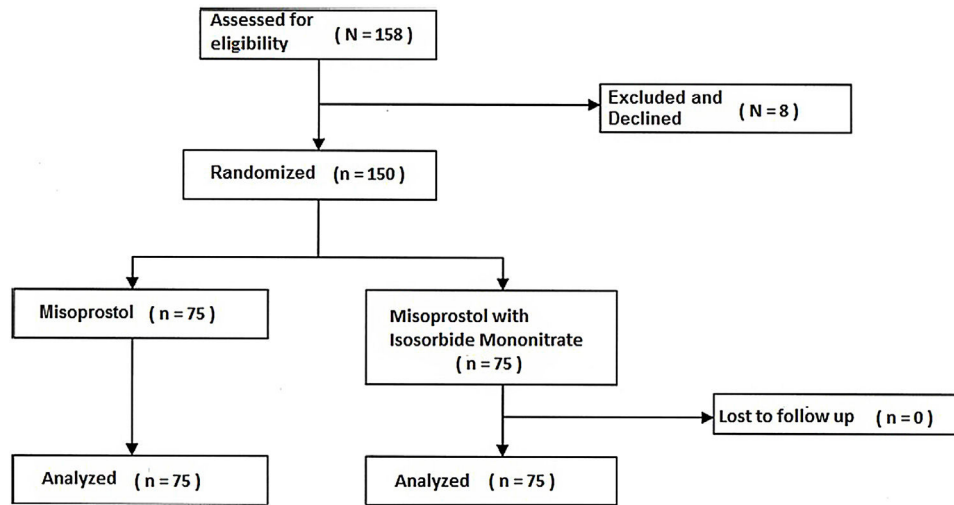 Assessed for
eligibility ( N = 158 )
Excluded and
Declined ( N = 8 )
Randomized ( n = 150 )
Misoprostol ( n = 75 )
Misoprostol with
Isosorbide Mononitrate
( n = 75 )
Lost to follow up ( n = 0 )
Analyzed ( n = 75 )
Analyzed ( n = 75 )